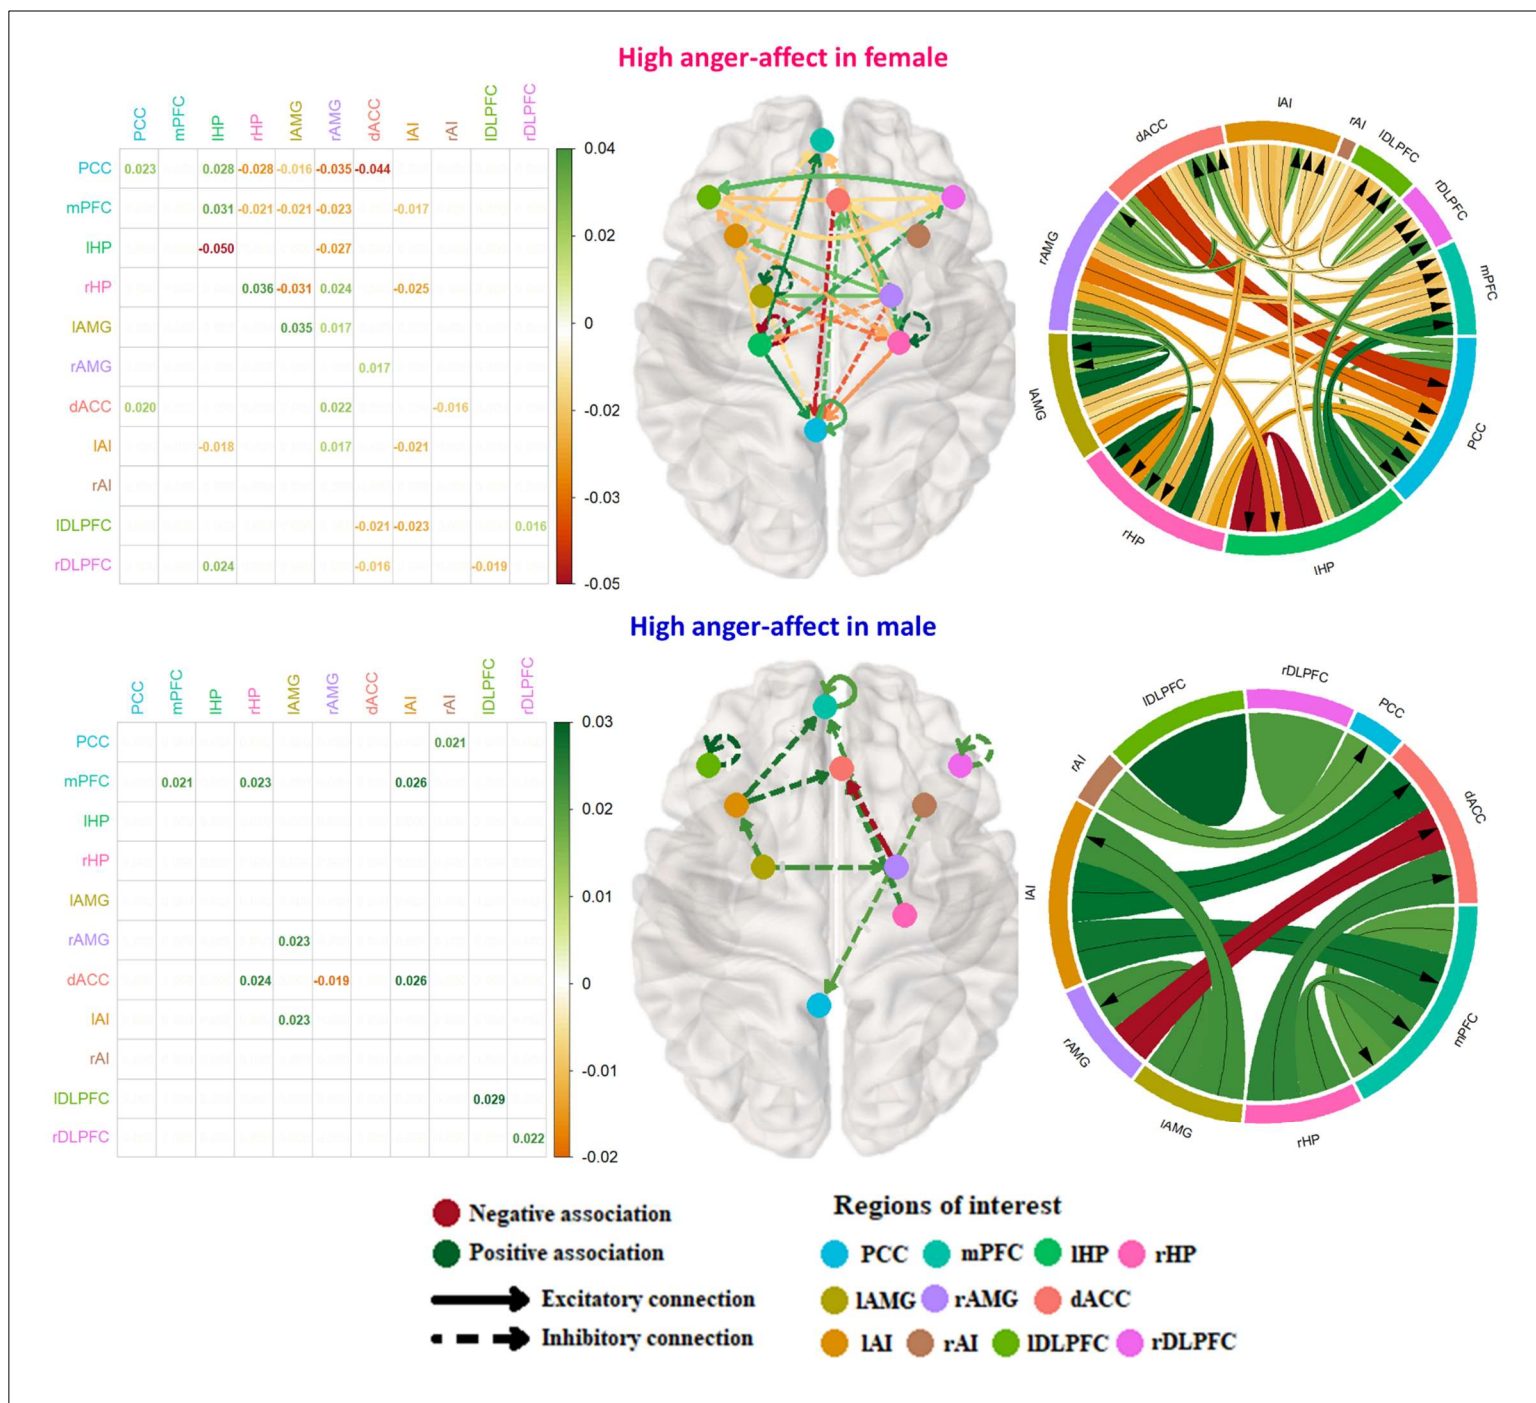 High anger-affect in female
PCC mPFC lHP rHP lAMG rAMG dACC lAI rAI lDLPFC rDLPFC
PCC 0.023 0.028 -0.028 -0.016 -0.035 -0.044
mPFC 0.031 -0.021 -0.021 -0.023 -0.017
lHP -0.050 -0.027
rHP 0.036 -0.031 0.024 -0.025
lAMG 0.035 0.017
rAMG 0.017
dACC 0.020 0.022 -0.016
lAI -0.018 0.017 -0.021
rAI
lDLPFC -0.021 -0.023 0.016
rDLPFC 0.024 -0.016 -0.019
0.04
0.02
0
-0.02
-0.03
-0.05
dACC lAI rAI lDLPFC rDLPFC mPFC PCC lHP rHP lAMG rAMG
High anger-affect in male
PCC mPFC lHP rHP lAMG rAMG dACC lAI rAI lDLPFC rDLPFC
PCC 0.021
mPFC 0.021 0.023 0.026
lHP
rHP
lAMG
rAMG 0.023
dACC 0.024 -0.019 0.026
lAI 0.023
rAI
lDLPFC 0.029
rDLPFC 0.022
0.03
0.02
0.01
0
-0.01
-0.02
lDLPFC rDLPFC PCC dACC mPFC rHP lAMG rAMG lAI rAI
Negative association
Positive association
Excitatory connection
Inhibitory connection
Regions of interest
PCC mPFC lHP rHP
lAMG rAMG dACC
lAI rAI lDLPFC rDLPFC